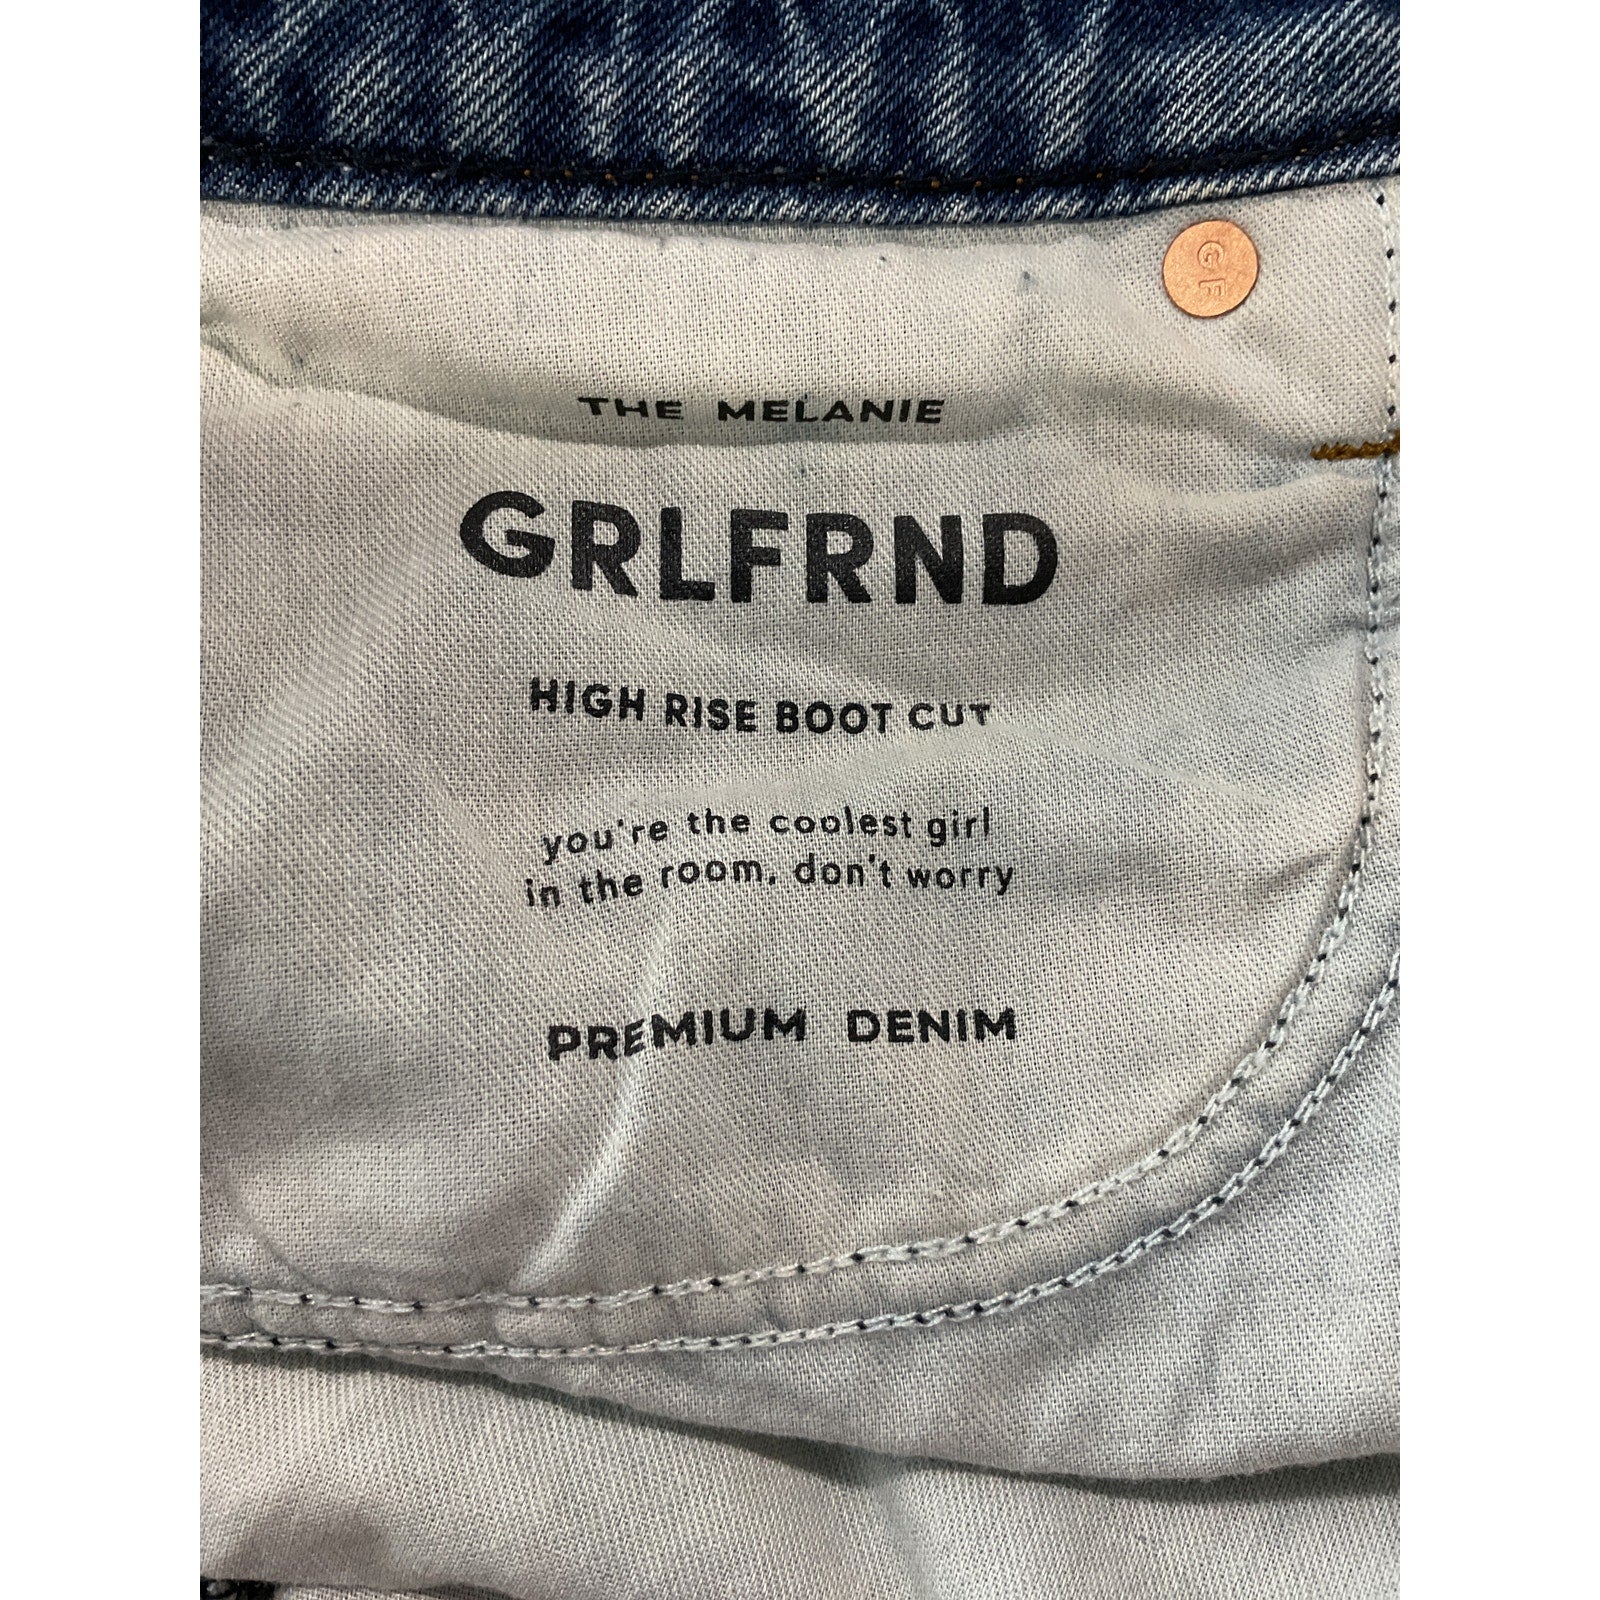 GF
THE MELANIE
GRLFRND
HIGH RISE BOOT CUT
you're the coolest girl
in the room, don't worry
PREMIUM DENIM